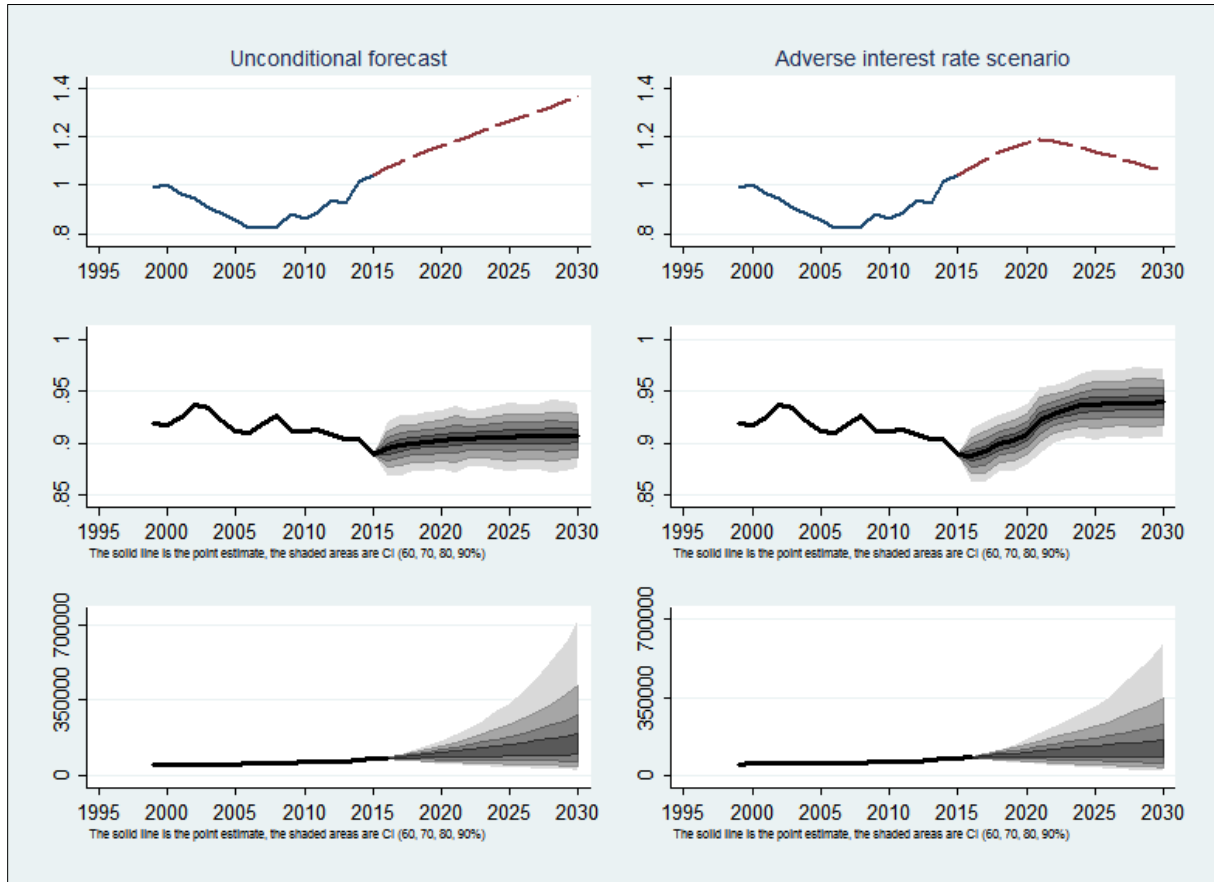 Unconditional forecast
Adverse interest rate scenario
1.4
1.2
1
.8
1995 2000 2005 2010 2015 2020 2025 2030
1.4
1.2
1
.8
1995 2000 2005 2010 2015 2020 2025 2030
1
.95
.9
.85
1995 2000 2005 2010 2015 2020 2025 2030
The solid line is the point estimate, the shaded areas are CI (60, 70, 80, 90%)
1
.95
.9
.85
1995 2000 2005 2010 2015 2020 2025 2030
The solid line is the point estimate, the shaded areas are CI (60, 70, 80, 90%)
700000
350000
0
1995 2000 2005 2010 2015 2020 2025 2030
The solid line is the point estimate, the shaded areas are CI (60, 70, 80, 90%)
700000
350000
0
1995 2000 2005 2010 2015 2020 2025 2030
The solid line is the point estimate, the shaded areas are CI (60, 70, 80, 90%)